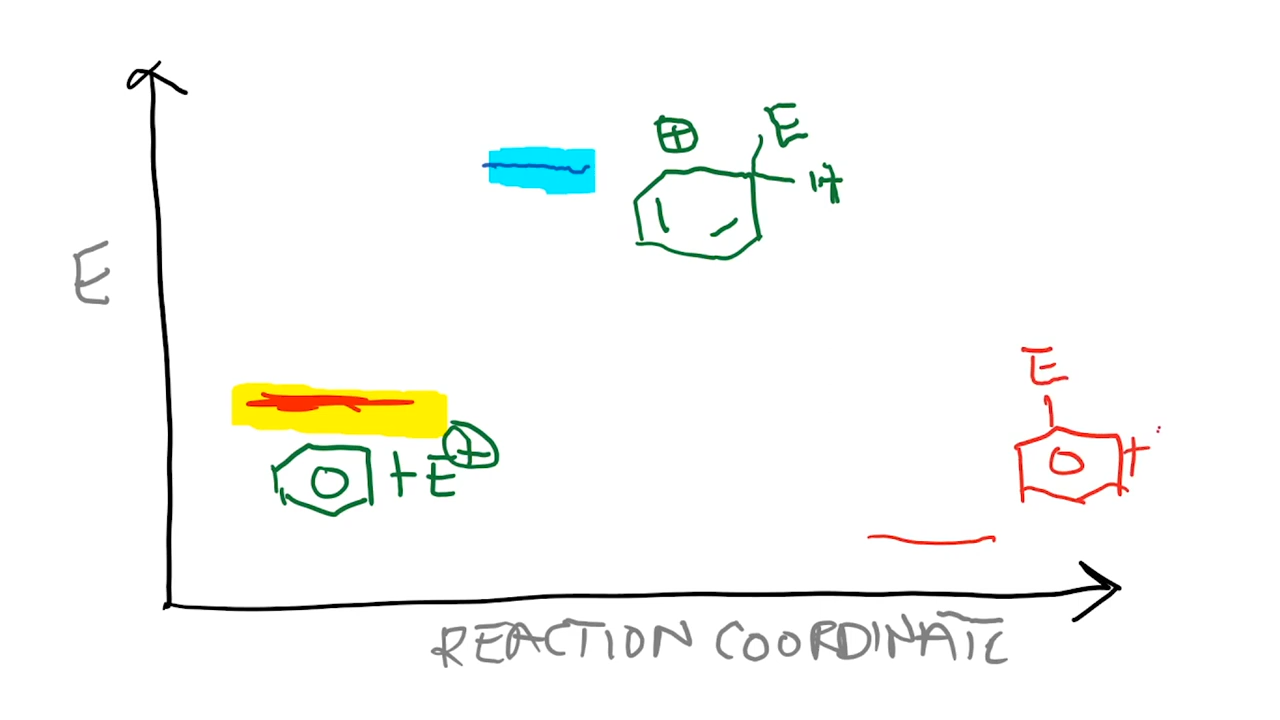 ⊕ E
H
E
E
+ E⊕
+
REACTION COORDINATE